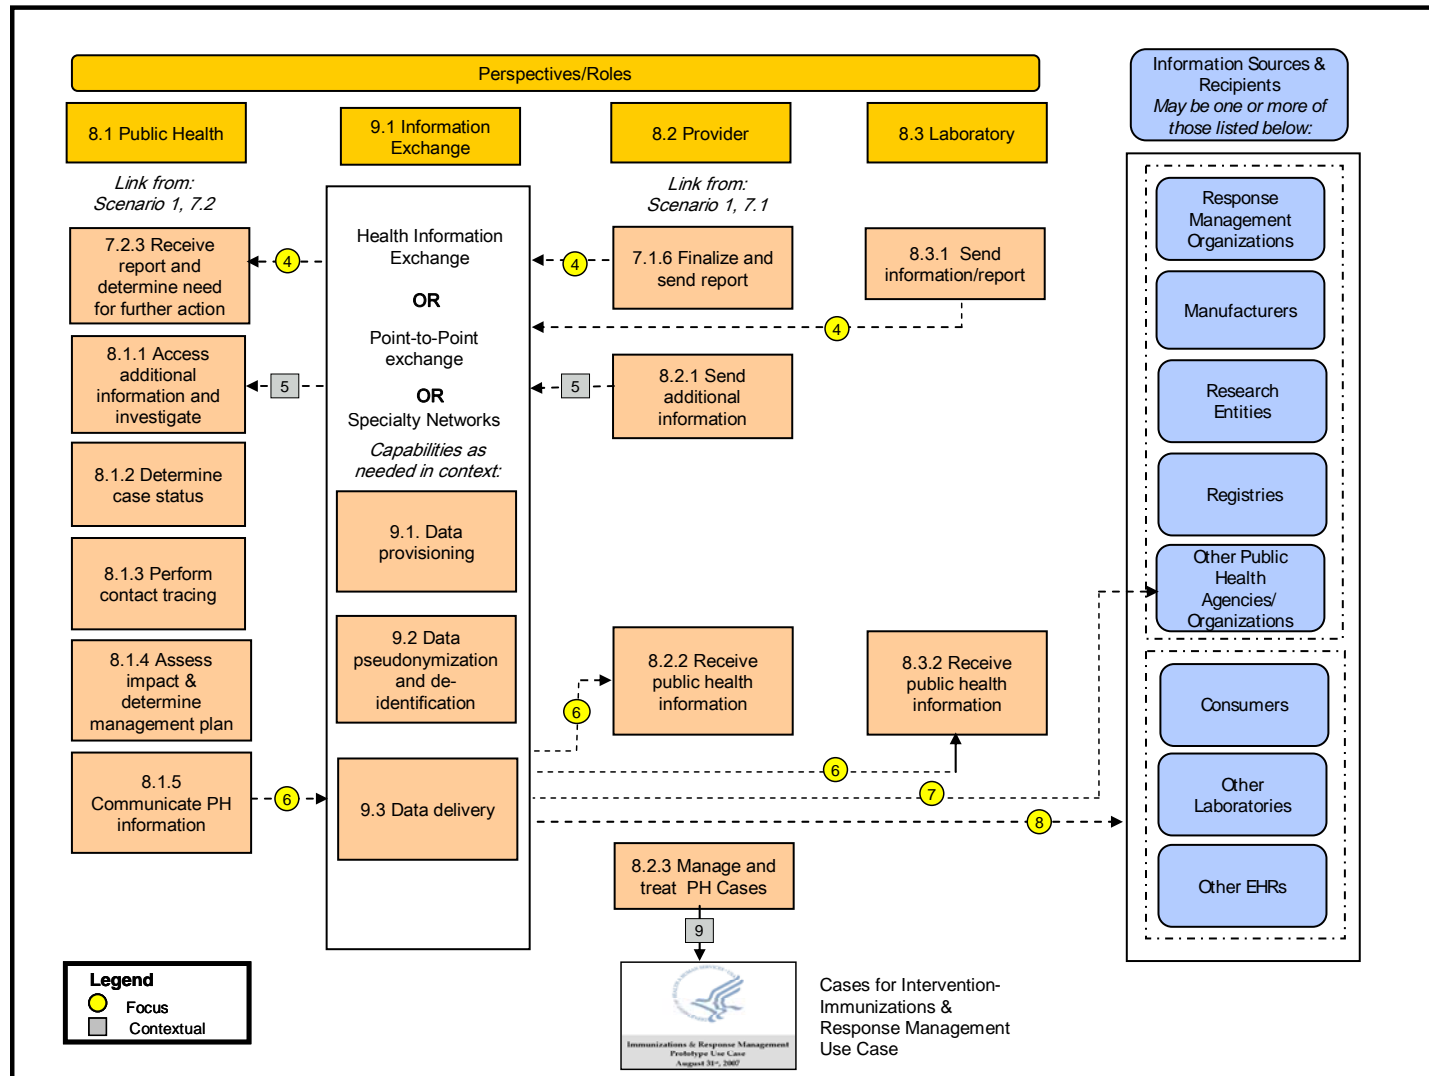 Perspectives/Roles
Information Sources &
Recipients
May be one or more of
those listed below:
8.1 Public Health
9.1 Information
Exchange
8.2 Provider
8.3 Laboratory
Link from:
Scenario 1, 7.2
Link from:
Scenario 1, 7.1
7.2.3 Receive
report and
determine need
for further action
4
Health Information
Exchange
OR
Point-to-Point
exchange
OR
Specialty Networks
Capabilities as
needed in context:
4
7.1.6 Finalize and
send report
8.3.1 Send
information/report
4
8.1.1 Access
additional
information and
investigate
5
5
8.2.1 Send
additional
information
8.1.2 Determine
case status
9.1. Data
provisioning
8.1.3 Perform
contact tracing
9.2 Data
pseudonymization
and de-
identification
8.1.4 Assess
impact &
determine
management plan
8.2.2 Receive
public health
information
8.3.2 Receive
public health
information
6
8.1.5
Communicate PH
information
6
9.3 Data delivery
6
7
8
8.2.3 Manage and
treat PH Cases
9
Response
Management
Organizations
Manufacturers
Research
Entities
Registries
Other Public
Health
Agencies/
Organizations
Consumers
Other
Laboratories
Other EHRs
Legend
Focus
Contextual
Immunizations & Response Management
Prototype Use Case
August 31st, 2007
Cases for Intervention-
Immunizations &
Response Management
Use Case